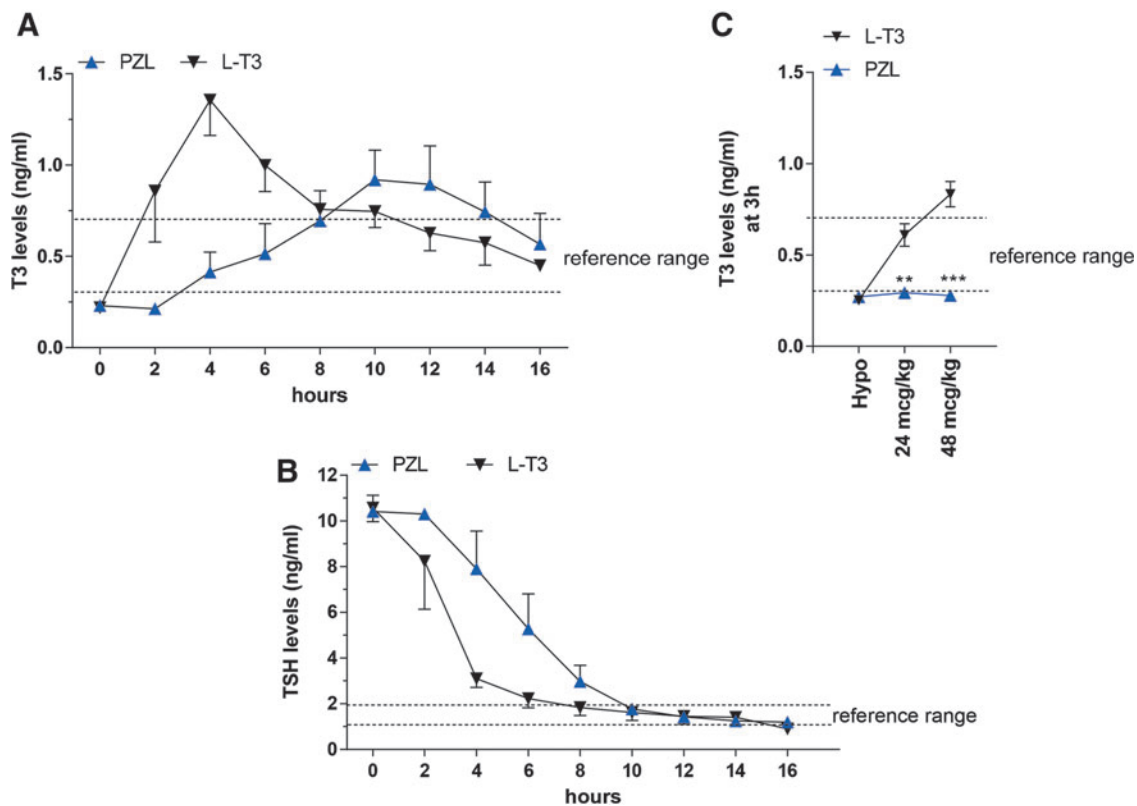 A
PZL L-T3
T3 levels (ng/ml)
1.5
1.0
0.5
0.0
reference range
0 2 4 6 8 10 12 14 16
hours
C
L-T3
PZL
T3 levels (ng/ml)
at 3h
1.5
1.0
0.5
0.0
reference range
** ***
Hypo
24 mcg/kg
48 mcg/kg
B
PZL L-T3
TSH levels (ng/ml)
12
10
8
6
4
2
0
reference range
0 2 4 6 8 10 12 14 16
hours